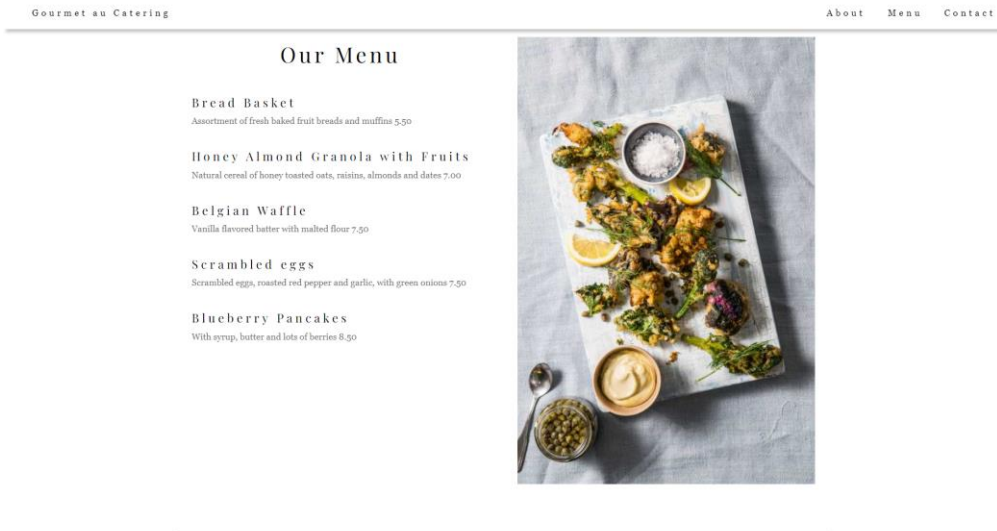 Gourmet au Catering
About Menu Contact
Our Menu
Bread Basket
Assortment of fresh baked fruit breads and muffins 5.50
Honey Almond Granola with Fruits
Natural cereal of honey toasted oats, raisins, almonds and dates 7.00
Belgian Waffle
Vanilla flavored batter with malted flour 7.50
Scrambled eggs
Scrambled eggs, roasted red pepper and garlic, with green onions 7.50
Blueberry Pancakes
With syrup, butter and lots of berries 8.50